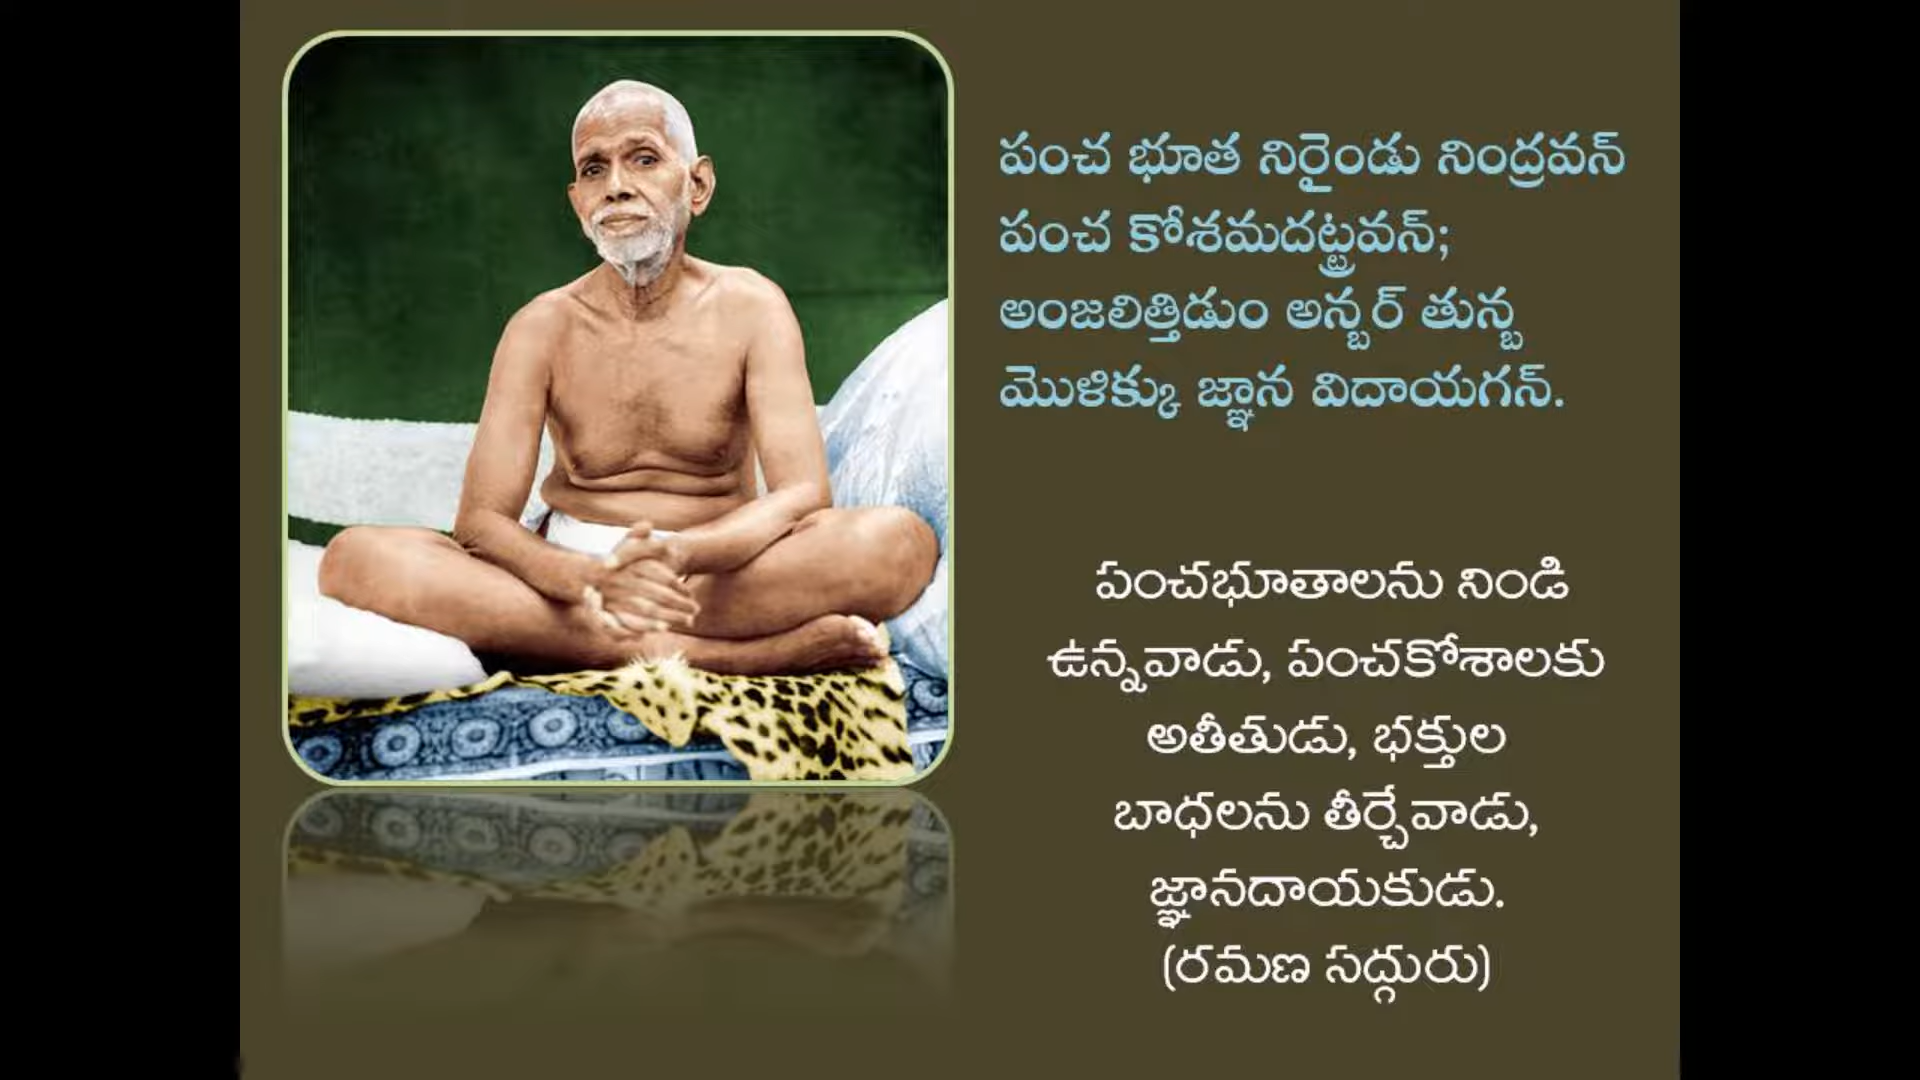 పంచ భూత నిరైండు నింద్రవన్
పంచ కోశమదట్ట్రవన్;
అంజలిత్తిడుం అన్బర్ తున్బ
మొళిక్కు జ్ఞాన విదాయగన్.
పంచభూతాలను నిండి
ఉన్నవాడు, పంచకోశాలకు
అతీతుడు, భక్తుల
బాధలను తీర్చేవాడు,
జ్ఞానదాయకుడు.
(రమణ సద్గురు)